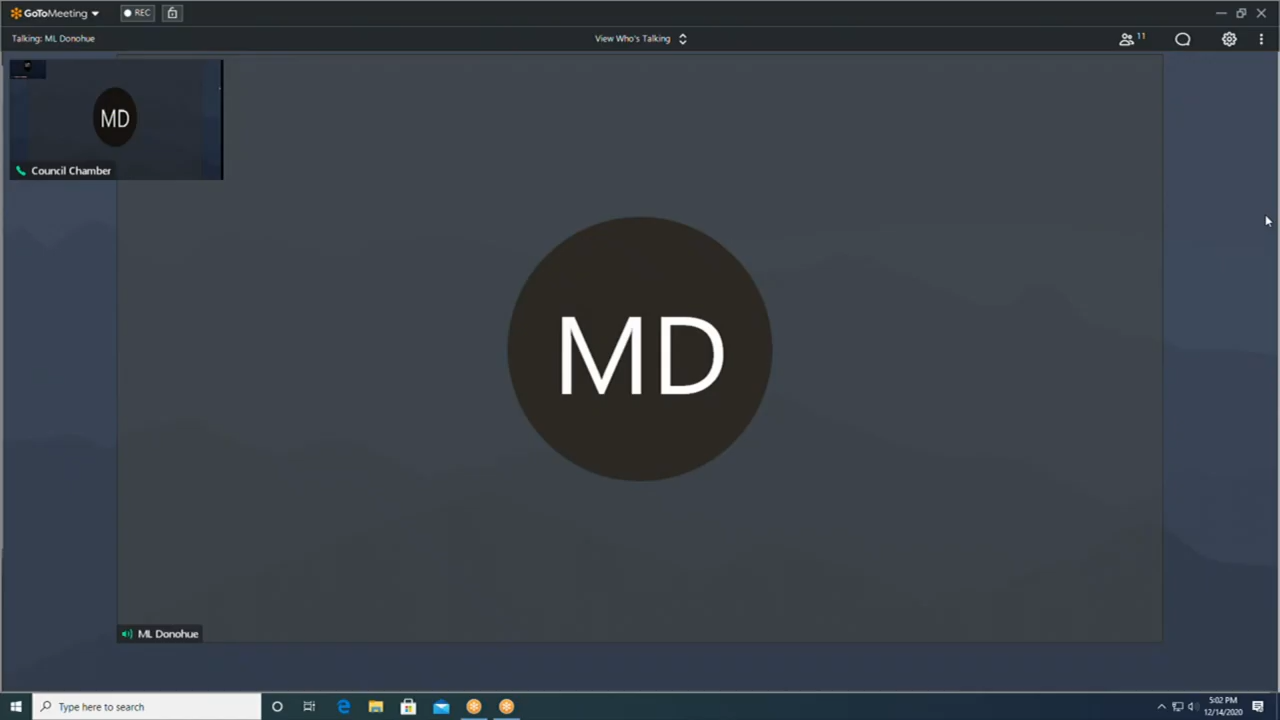 GoToMeeting
REC
Talking: ML Donohue
View Who's Talking
11
MD
Council Chamber
MD
ML Donohue
Type here to search
5:02 PM
12/14/2020